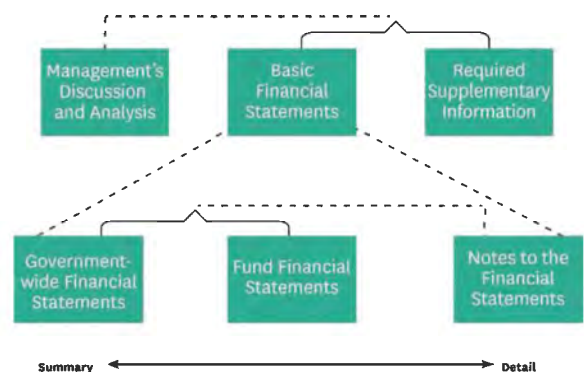 Management's
Discussion
and Analysis
Basic
Financial
Statements
Required
Supplementary
Information
Government-
wide Financial
Statements
Fund Financial
Statements
Notes to the
Financial
Statements
Summary
Detail